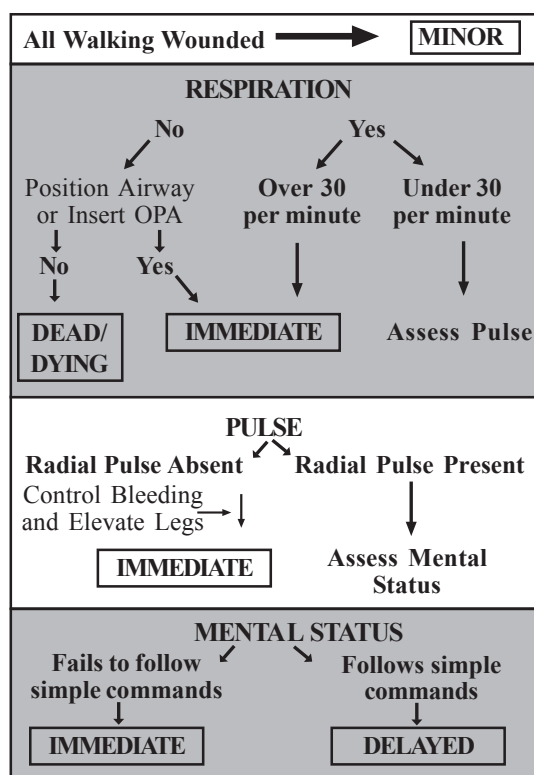 All Walking Wounded MINOR
RESPIRATION
No Yes
Position Airway
or Insert OPA
Over 30
per minute
Under 30
per minute
No Yes
DEAD/
DYING
IMMEDIATE
Assess Pulse
PULSE
Radial Pulse Absent Radial Pulse Present
Control Bleeding
and Elevate Legs
IMMEDIATE
Assess Mental
Status
MENTAL STATUS
Fails to follow
simple commands
Follows simple
commands
IMMEDIATE
DELAYED